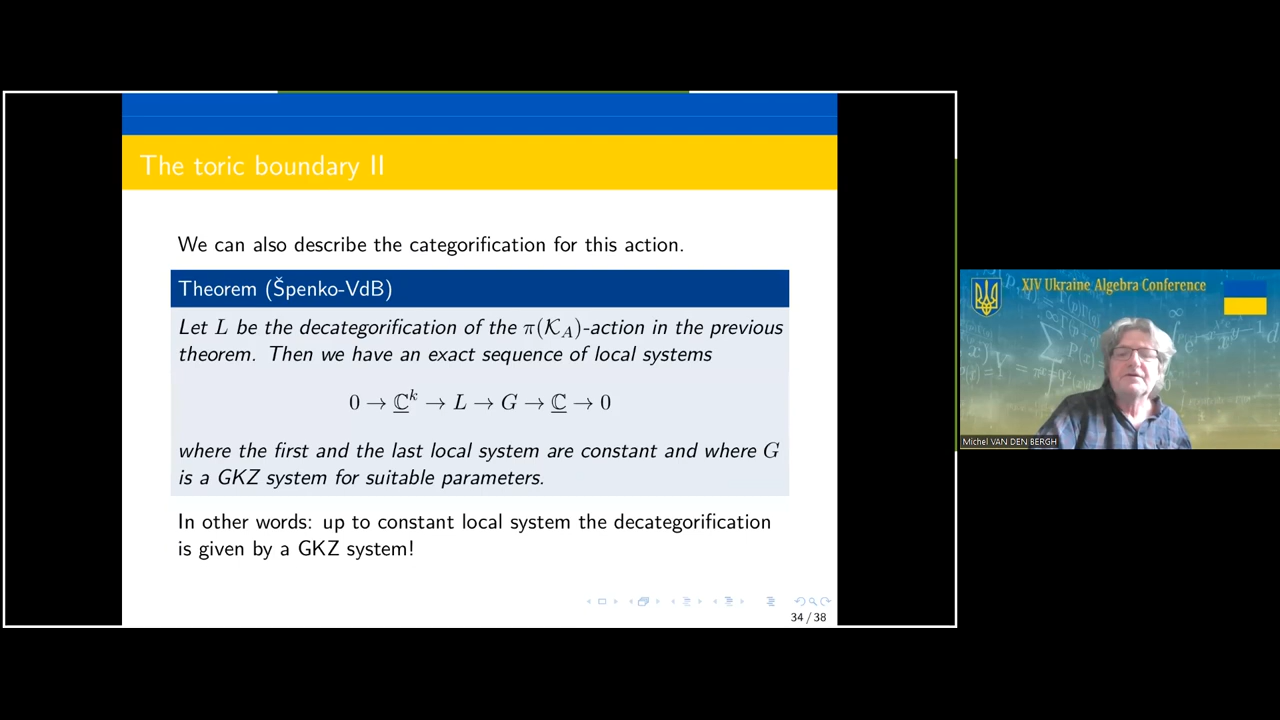 The toric boundary II
We can also describe the categorification for this action.
Theorem (Špenko-VdB)
Let L be the decategorification of the π(𝒦_A)-action in the previous
theorem. Then we have an exact sequence of local systems
0 → ℂ^k → L → G → ℂ → 0
where the first and the last local system are constant and where G
is a GKZ system for suitable parameters.
In other words: up to constant local system the decategorification
is given by a GKZ system!
34 / 38
XIV Ukraine Algebra Conference
Michel VAN DEN BERGH